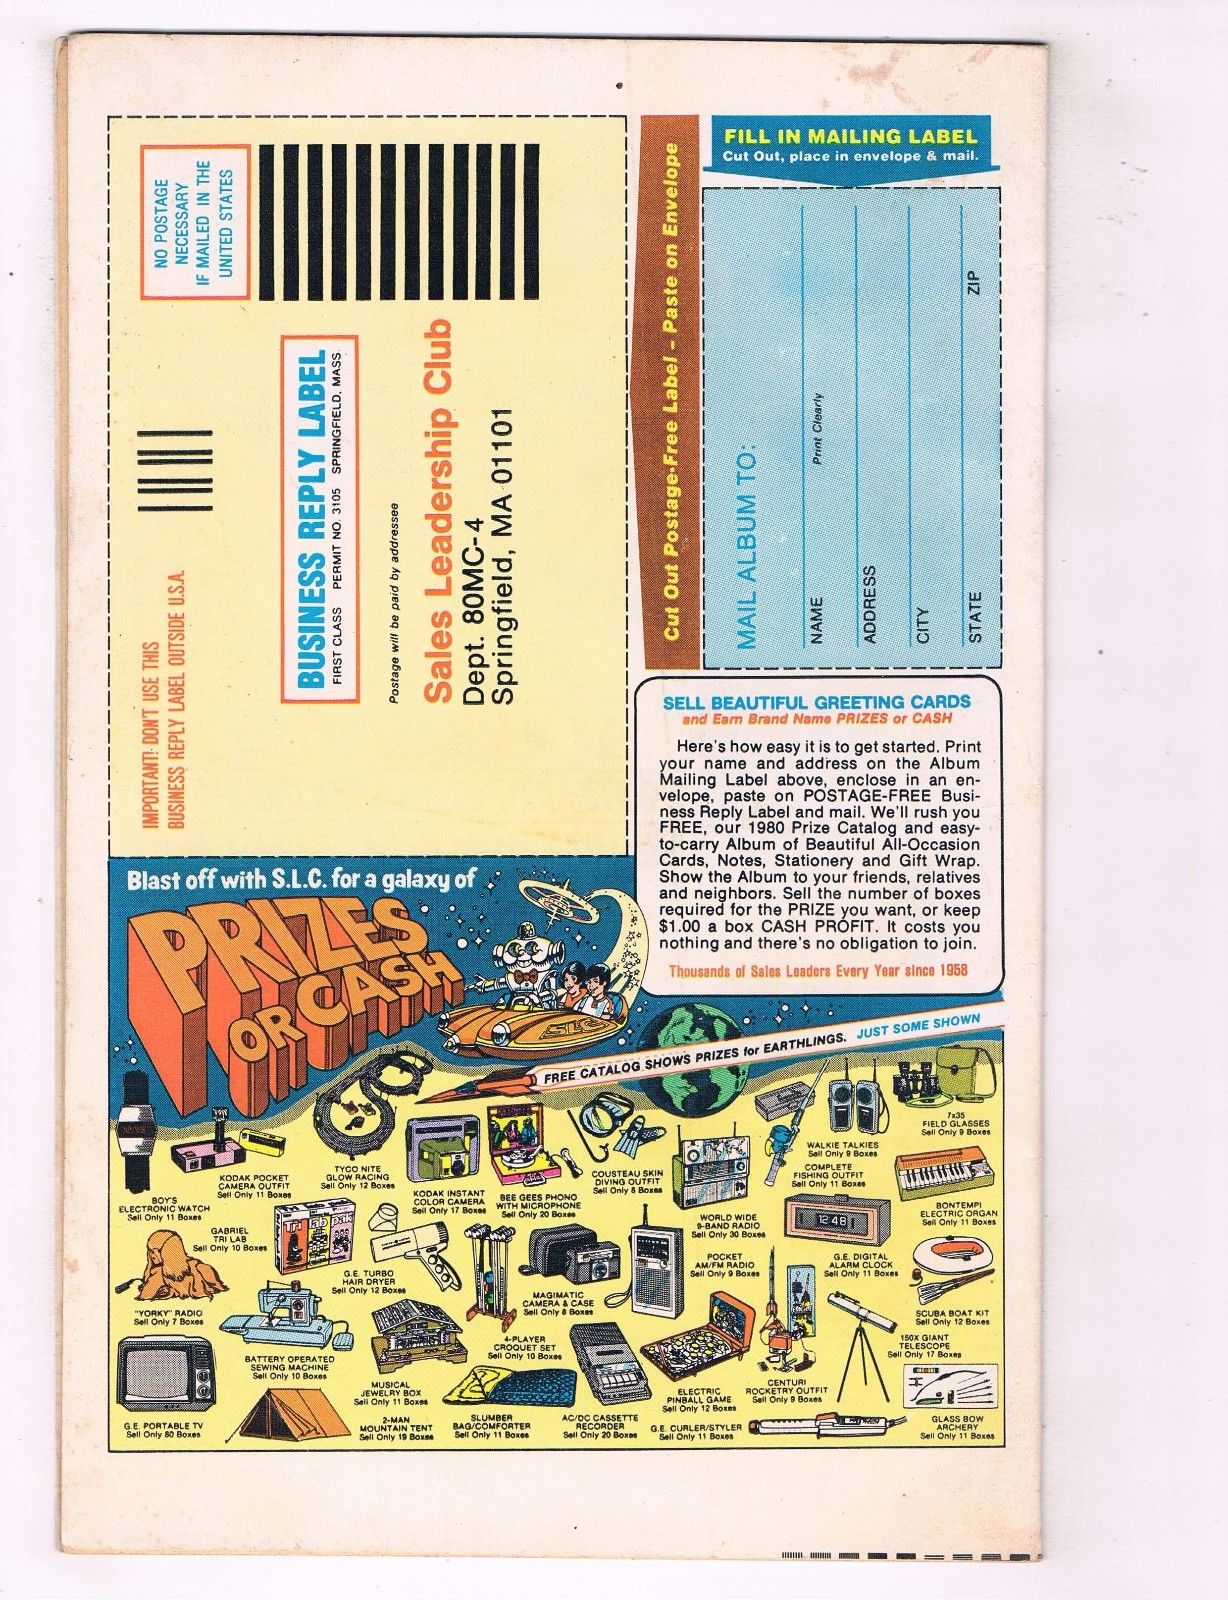 NO POSTAGE
NECESSARY
IF MAILED IN THE
UNITED STATES
IMPORTANT! DON'T USE THIS
BUSINESS REPLY LABEL OUTSIDE U.S.A.
BUSINESS REPLY LABEL
FIRST CLASS PERMIT NO. 3105 SPRINGFIELD, MASS.
Postage will be paid by addressee
Sales Leadership Club
Dept. 80MC-4
Springfield, MA 01101
Cut Out Postage-Free Label – Paste on Envelope
FILL IN MAILING LABEL
Cut Out, place in envelope & mail.
MAIL ALBUM TO:
NAME
Print Clearly
ADDRESS
CITY
STATE ZIP
SELL BEAUTIFUL GREETING CARDS
and Earn Brand Name PRIZES or CASH
Here's how easy it is to get started. Print
your name and address on the Album
Mailing Label above, enclose in an en-
velope, paste on POSTAGE-FREE Busi-
ness Reply Label and mail. We'll rush you
FREE, our 1980 Prize Catalog and easy-
to-carry Album of Beautiful All-Occasion
Cards, Notes, Stationery and Gift Wrap.
Show the Album to your friends, relatives
and neighbors. Sell the number of boxes
required for the PRIZE you want, or keep
$1.00 a box CASH PROFIT. It costs you
nothing and there's no obligation to join.
Thousands of Sales Leaders Every Year since 1958
Blast off with S.L.C. for a galaxy of
PRIZES
OR CASH
SLC
FREE CATALOG SHOWS PRIZES for EARTHLINGS. JUST SOME SHOWN
BOY'S
ELECTRONIC WATCH
Sell Only 11 Boxes
KODAK POCKET
CAMERA OUTFIT
Sell Only 11 Boxes
TYCO NITE
GLOW RACING
Sell Only 12 Boxes
KODAK INSTANT
COLOR CAMERA
Sell Only 17 Boxes
BEE GEES PHONO
WITH MICROPHONE
Sell Only 20 Boxes
COUSTEAU SKIN
DIVING OUTFIT
Sell Only 8 Boxes
WORLD WIDE
9-BAND RADIO
Sell Only 30 Boxes
WALKIE TALKIES
Sell Only 9 Boxes
COMPLETE
FISHING OUTFIT
Sell Only 11 Boxes
7x35
FIELD GLASSES
Sell Only 9 Boxes
BONTEMPI
ELECTRIC ORGAN
Sell Only 11 Boxes
GABRIEL
TRI LAB
Sell Only 10 Boxes
Tri lab pak
G.E. TURBO
HAIR DRYER
Sell Only 12 Boxes
MAGIMATIC
CAMERA & CASE
Sell Only 8 Boxes
POCKET
AM/FM RADIO
Sell Only 9 Boxes
12:48
G.E. DIGITAL
ALARM CLOCK
Sell Only 11 Boxes
SCUBA BOAT KIT
Sell Only 12 Boxes
"YORKY" RADIO
Sell Only 7 Boxes
BATTERY OPERATED
SEWING MACHINE
Sell Only 10 Boxes
MUSICAL
JEWELRY BOX
Sell Only 11 Boxes
4-PLAYER
CROQUET SET
Sell Only 10 Boxes
ELECTRIC
PINBALL GAME
Sell Only 12 Boxes
CENTURI
ROCKETRY OUTFIT
Sell Only 9 Boxes
150X GIANT
TELESCOPE
Sell Only 17 Boxes
G.E. PORTABLE TV
Sell Only 80 Boxes
2-MAN
MOUNTAIN TENT
Sell Only 19 Boxes
SLUMBER
BAG/COMFORTER
Sell Only 11 Boxes
AC/DC CASSETTE
RECORDER
Sell Only 20 Boxes
G.E. CURLER/STYLER
Sell Only 11 Boxes
GLASS BOW
ARCHERY
Sell Only 11 Boxes